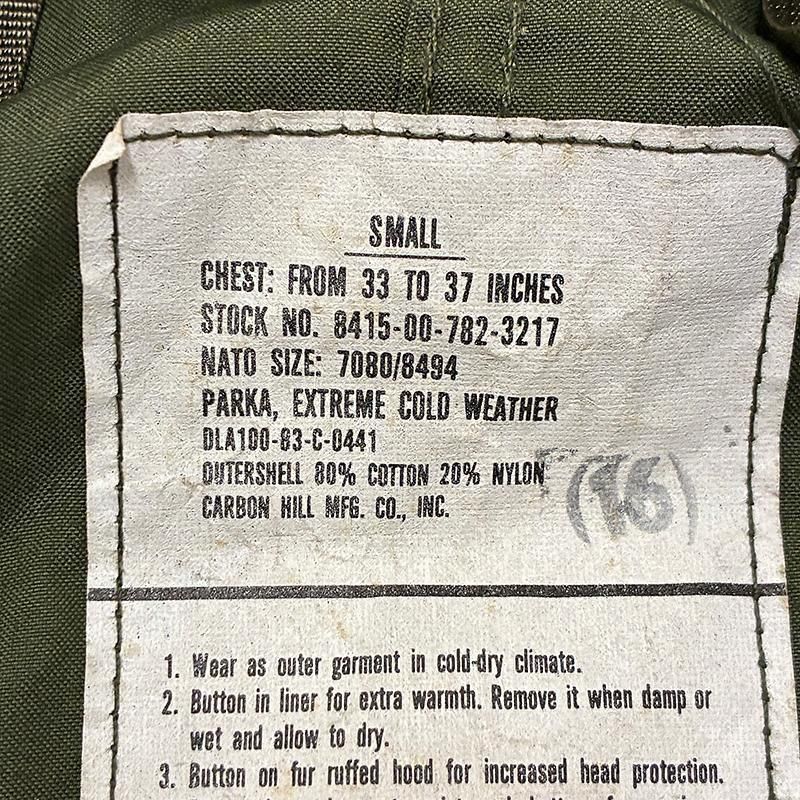 SMALL
CHEST: FROM 33 TO 37 INCHES
STOCK NO. 8415-00-782-3217
NATO SIZE: 7080/8494
PARKA, EXTREME COLD WEATHER
DLA100-83-C-0441
OUTERSHELL 80% COTTON 20% NYLON
CARBON HILL MFG. CO., INC.
(16)
1. Wear as outer garment in cold-dry climate.
2. Button in liner for extra warmth. Remove it when damp or
wet and allow to dry.
3. Button on fur ruffed hood for increased head protection.